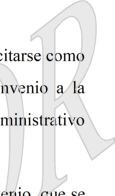 citarse como
nvenio a la
ministrativo
enio que se